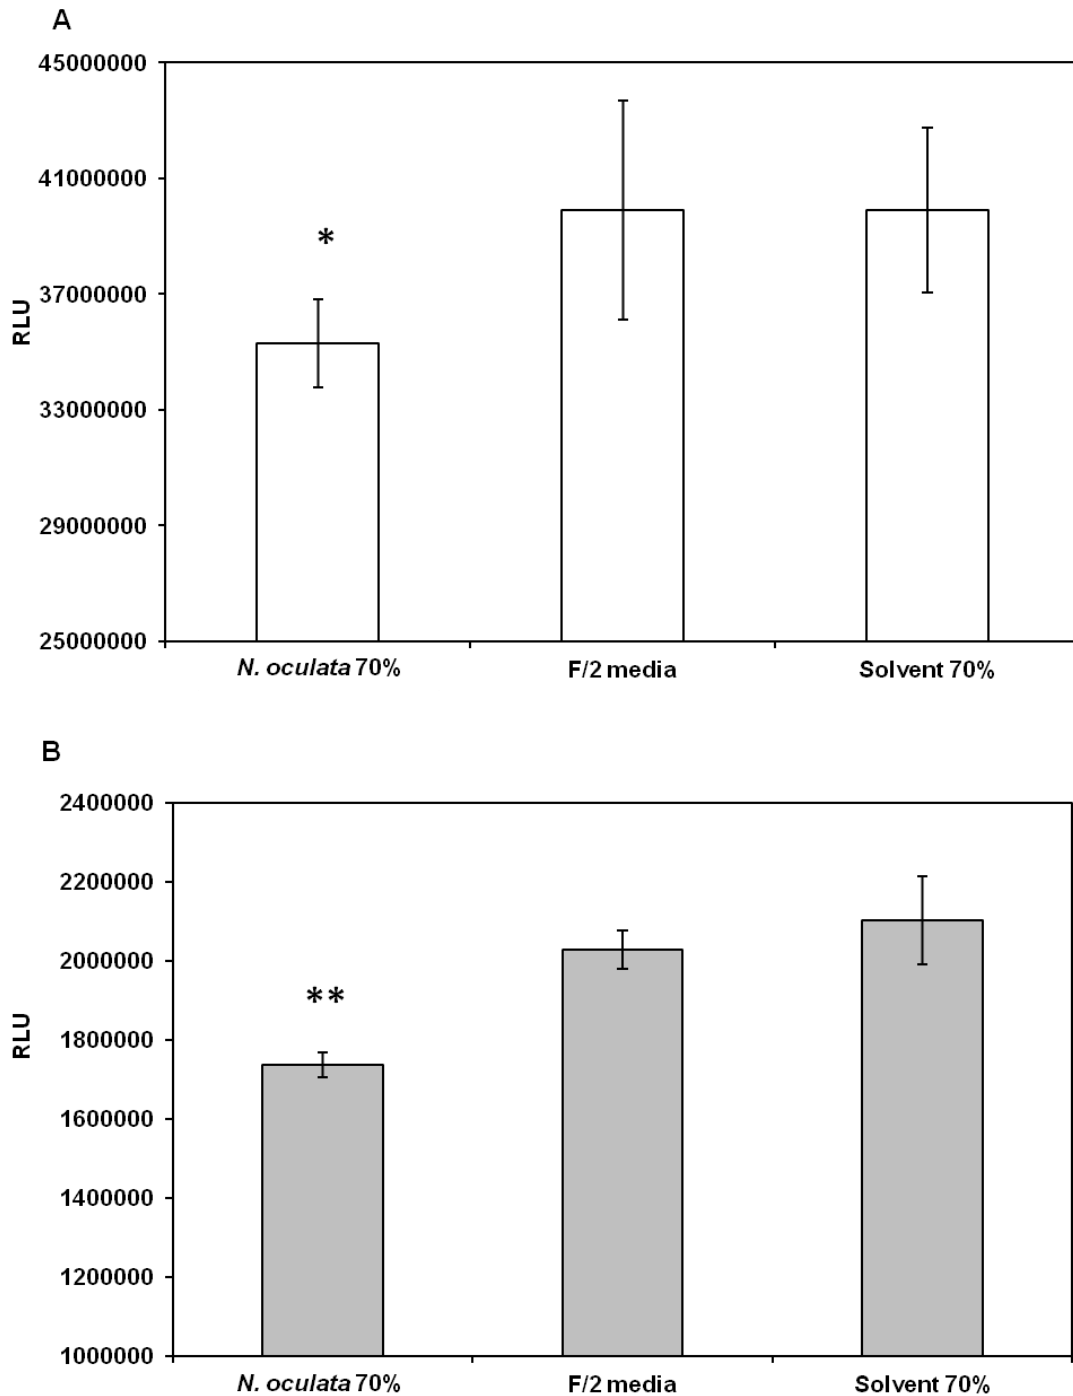 A
45000000
41000000
37000000
33000000
29000000
25000000
RLU
*
N. oculata 70%
F/2 media
Solvent 70%
B
2400000
2200000
2000000
1800000
1600000
1400000
1200000
1000000
RLU
**
N. oculata 70%
F/2 media
Solvent 70%